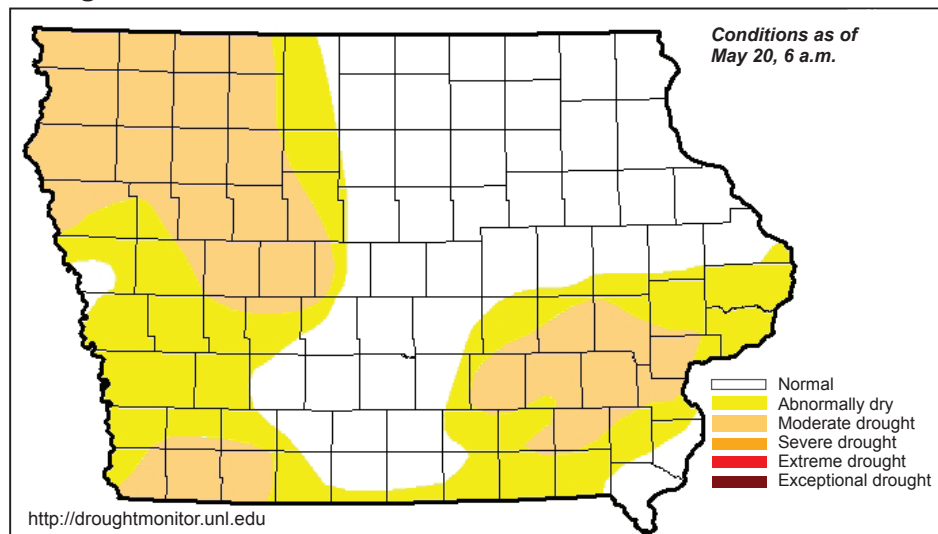 Conditions as of
May 20, 6 a.m.
Normal
Abnormally dry
Moderate drought
Severe drought
Extreme drought
Exceptional drought
http://droughtmonitor.unl.edu